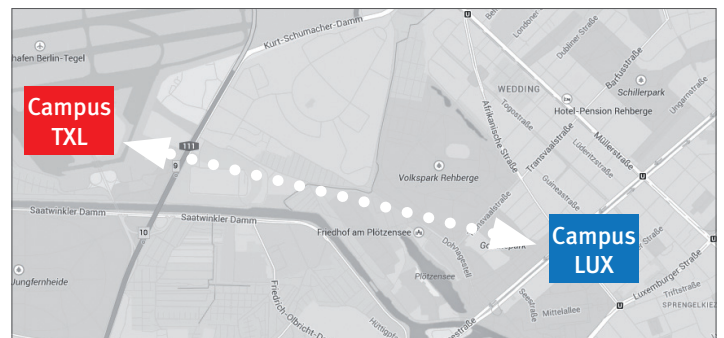 Kurt-Schumacher-Damm
hafen Berlin-Tegel
Londoner
Dubliner Straße
Barfusstraße
Schillerpark
Ungarnstraße
WEDDING
Hotel-Pension Rehberge
Campus
TXL
Afrikanische Straße
Togostraße
Transvaalstraße
Müllerstraße
Lüderitzstraße
Guineastraße
111
9
Volkspark Rehberge
Saatwinkler Damm
Saatwinkler Damm
10
Friedhof am Plötzensee
Dohnagestell
Campus
LUX
Jungfernheide
Plötzensee
Luxemburger Straße
Triftstraße
SPRENGELKIEZ
Seestraße
Mittelallee
Friedrich-Olbricht-D